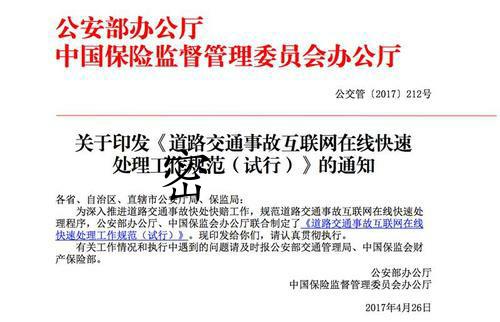 公安部办公厅
中国保险监督管理委员会办公厅
公交管〔2017〕212号
关于印发《道路交通事故互联网在线快速
处理工作规范（试行）》的通知
密
各省、自治区、直辖市公安厅局、保监局：
为深入推进道路交通事故快处快赔工作，规范道路交通事故互联网在线快速处
理程序，公安部办公厅、中国保监会办公厅联合制定了《道路交通事故互联网在线
快速处理工作规范（试行）》。现印发给你们，请认真贯彻执行。
有关工作情况和执行中遇到的问题请及时报公安部交通管理局、中国保监会财
产保险部。
公安部办公厅
中国保险监督管理委员会办公厅
2017年4月26日